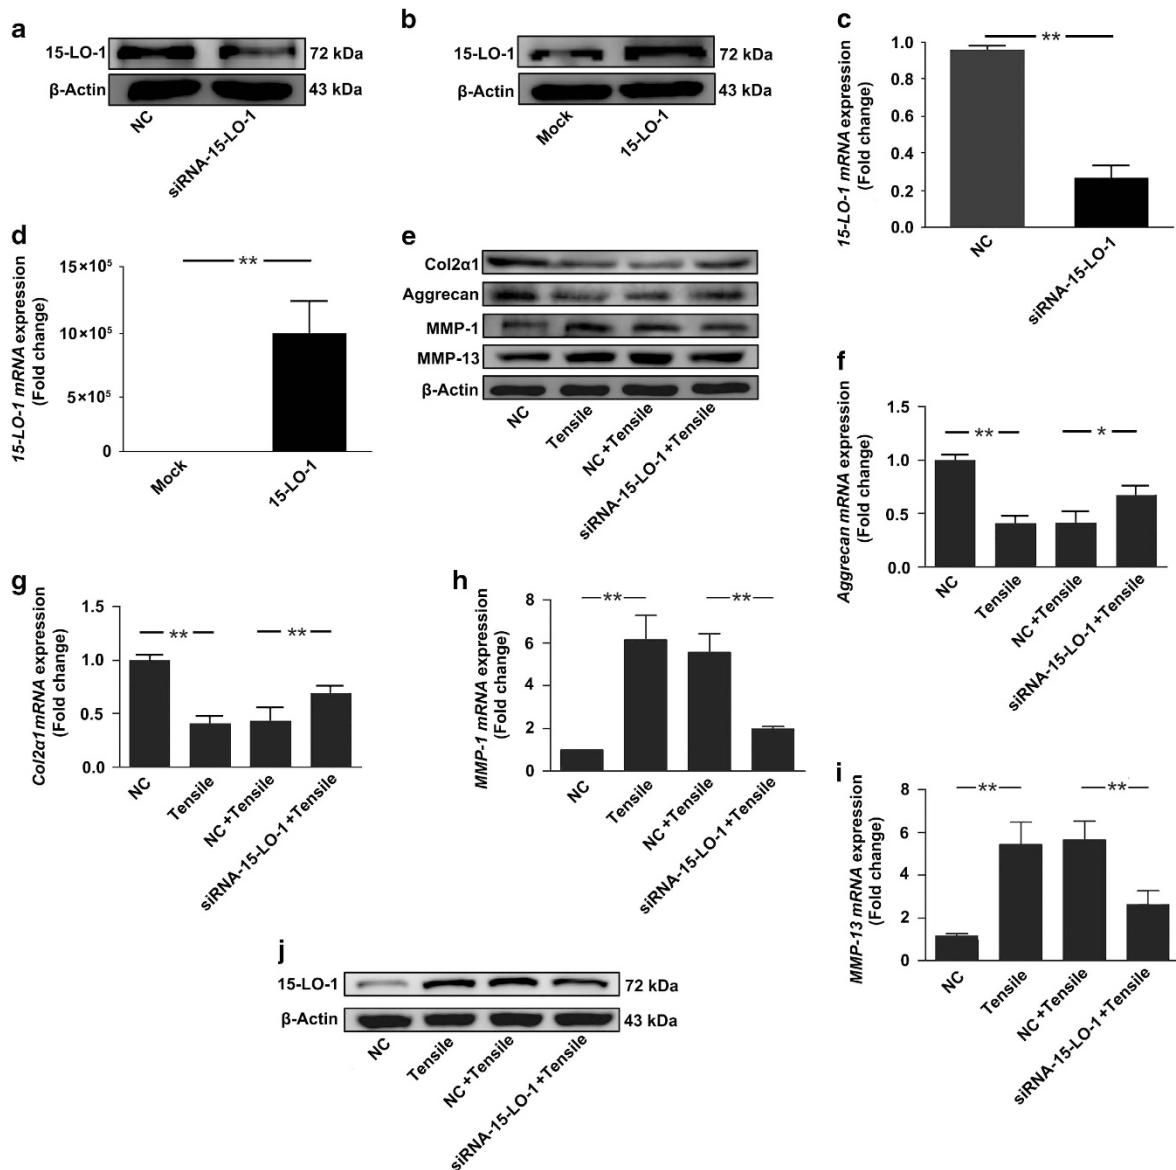 a
15-LO-1
72 kDa
β-Actin
43 kDa
NC
siRNA-15-LO-1
b
15-LO-1
72 kDa
β-Actin
43 kDa
Mock
15-LO-1
c
15-LO-1 mRNA expression
(Fold change)
1.0
0.8
0.6
0.4
0.2
0.0
**
NC
siRNA-15-LO-1
d
15-LO-1 mRNA expression
(Fold change)
15×10⁵
10×10⁵
5×10⁵
0
**
Mock
15-LO-1
e
Col2α1
Aggrecan
MMP-1
MMP-13
β-Actin
NC
Tensile
NC+Tensile
siRNA-15-LO-1+Tensile
f
Aggrecan mRNA expression
(Fold change)
1.5
1.0
0.5
0.0
**
*
NC
Tensile
NC+Tensile
siRNA-15-LO-1+Tensile
g
Col2α1 mRNA expression
(Fold change)
1.5
1.0
0.5
0.0
**
**
NC
Tensile
NC+Tensile
siRNA-15-LO-1+Tensile
h
MMP-1 mRNA expression
(Fold change)
8
6
4
2
0
**
**
NC
Tensile
NC+Tensile
siRNA-15-LO-1+Tensile
i
MMP-13 mRNA expression
(Fold change)
8
6
4
2
0
**
**
NC
Tensile
NC+Tensile
siRNA-15-LO-1+Tensile
j
15-LO-1
72 kDa
β-Actin
43 kDa
NC
Tensile
NC+Tensile
siRNA-15-LO-1+Tensile